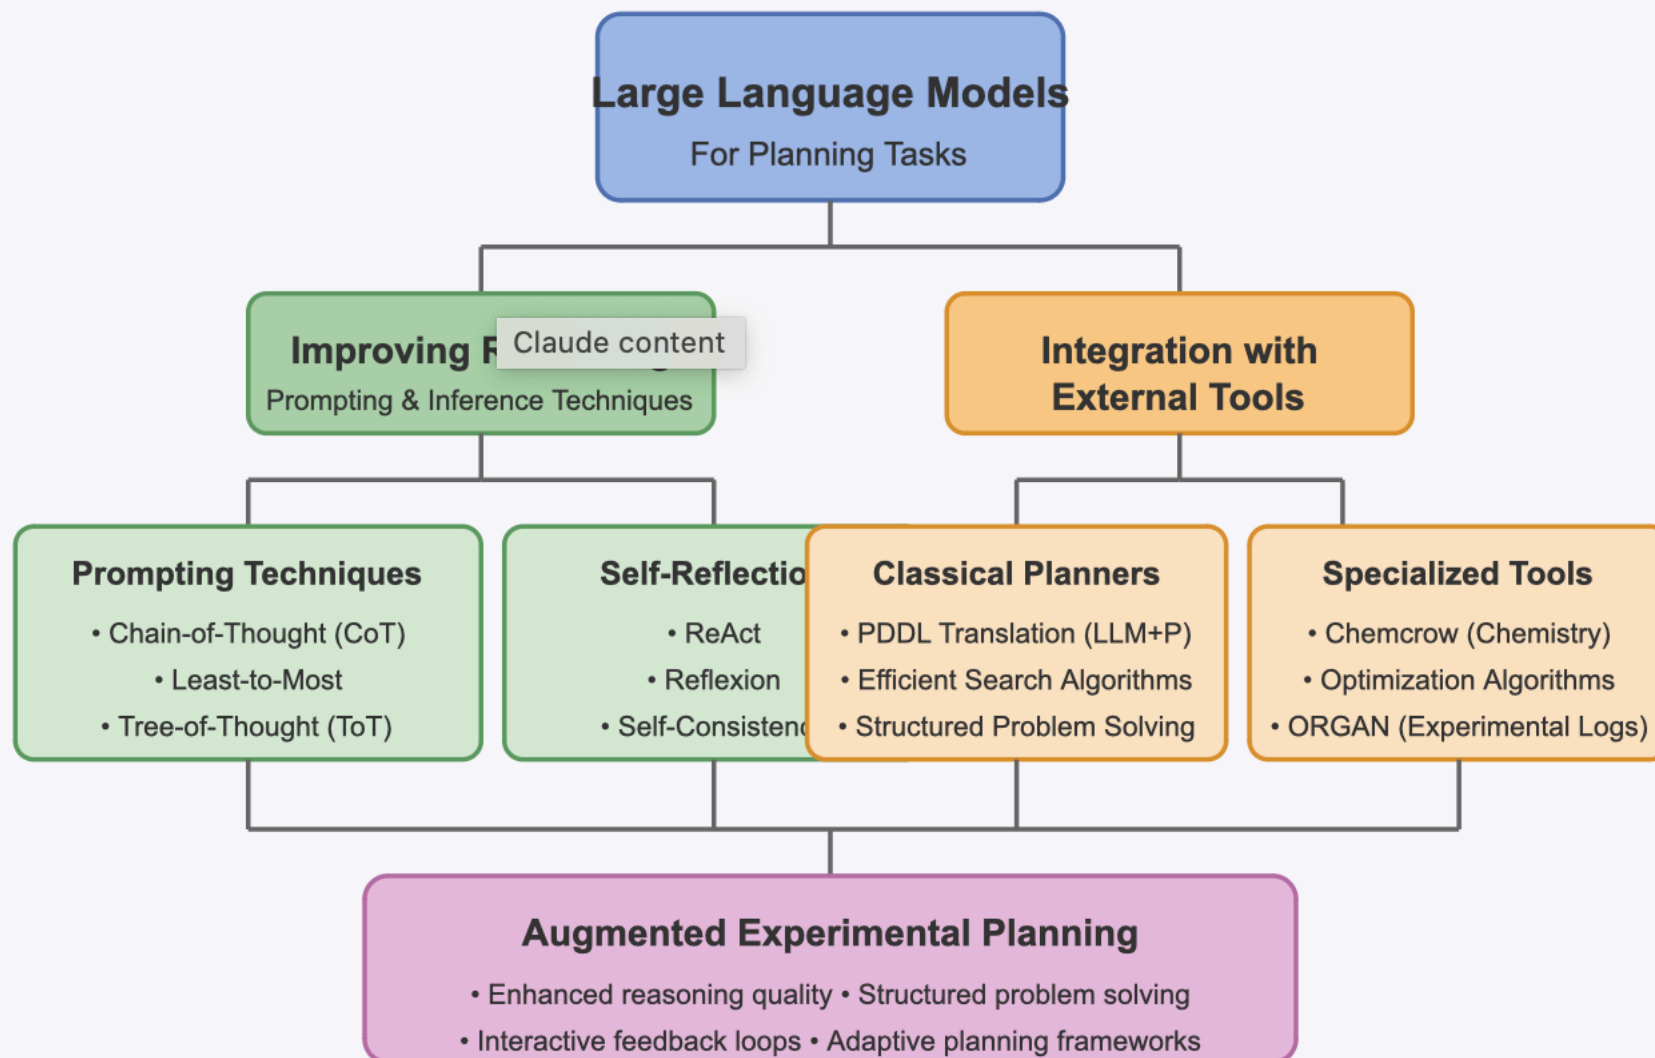 Large Language Models
For Planning Tasks
Improving
Claude content
Prompting & Inference Techniques
Integration with
External Tools
Prompting Techniques
• Chain-of-Thought (CoT)
• Least-to-Most
• Tree-of-Thought (ToT)
Self-Reflectio
• ReAct
• Reflexion
• Self-Consisten
Classical Planners
• PDDL Translation (LLM+P)
• Efficient Search Algorithms
• Structured Problem Solving
Specialized Tools
• Chemcrow (Chemistry)
• Optimization Algorithms
• ORGAN (Experimental Logs)
Augmented Experimental Planning
• Enhanced reasoning quality • Structured problem solving
• Interactive feedback loops • Adaptive planning frameworks